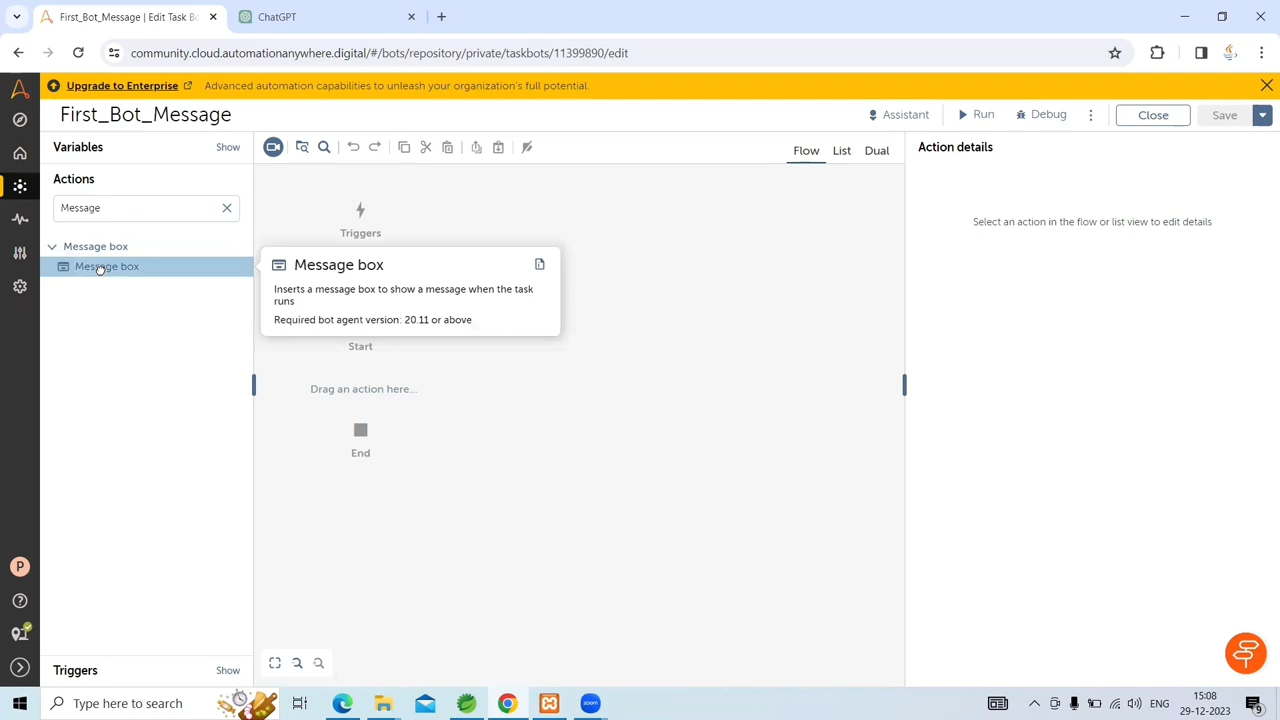 First_Bot_Message | Edit Task Bo
ChatGPT
community.cloud.automationanywhere.digital/#/bots/repository/private/taskbots/11399890/edit
Upgrade to Enterprise Advanced automation capabilities to unleash your organization's full potential.
First_Bot_Message
Assistant
Run
Debug
Close
Save
Variables
Show
Flow
List
Dual
Action details
Actions
Message
Select an action in the flow or list view to edit details
Triggers
Message box
Message box
Message box
Inserts a message box to show a message when the task
runs
Required bot agent version: 20.11 or above
Start
Drag an action here...
End
P
Triggers
Show
Type here to search
zoom
ENG
15:08
29-12-2023
9